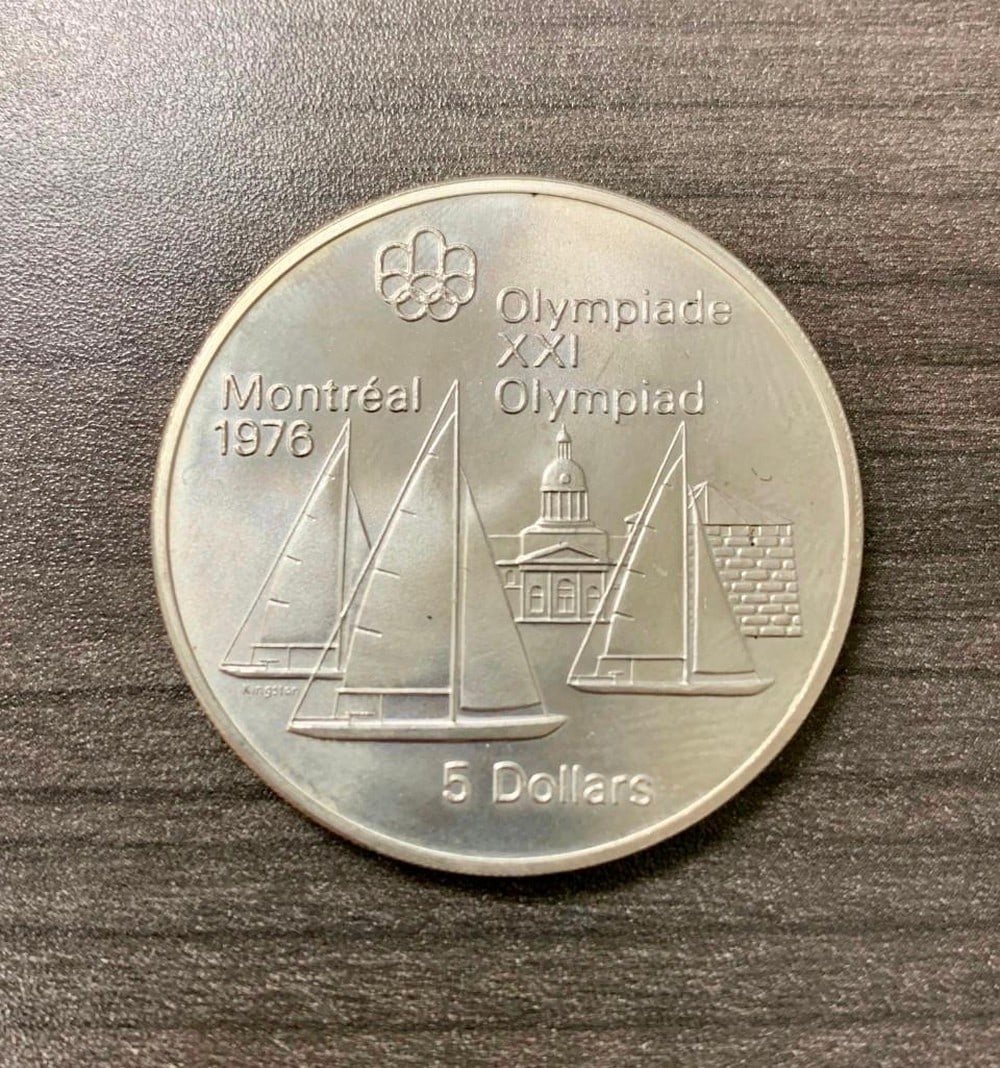 Olympiade
XXI
Olympiad
Montréal
1976
Kingston
5 Dollars